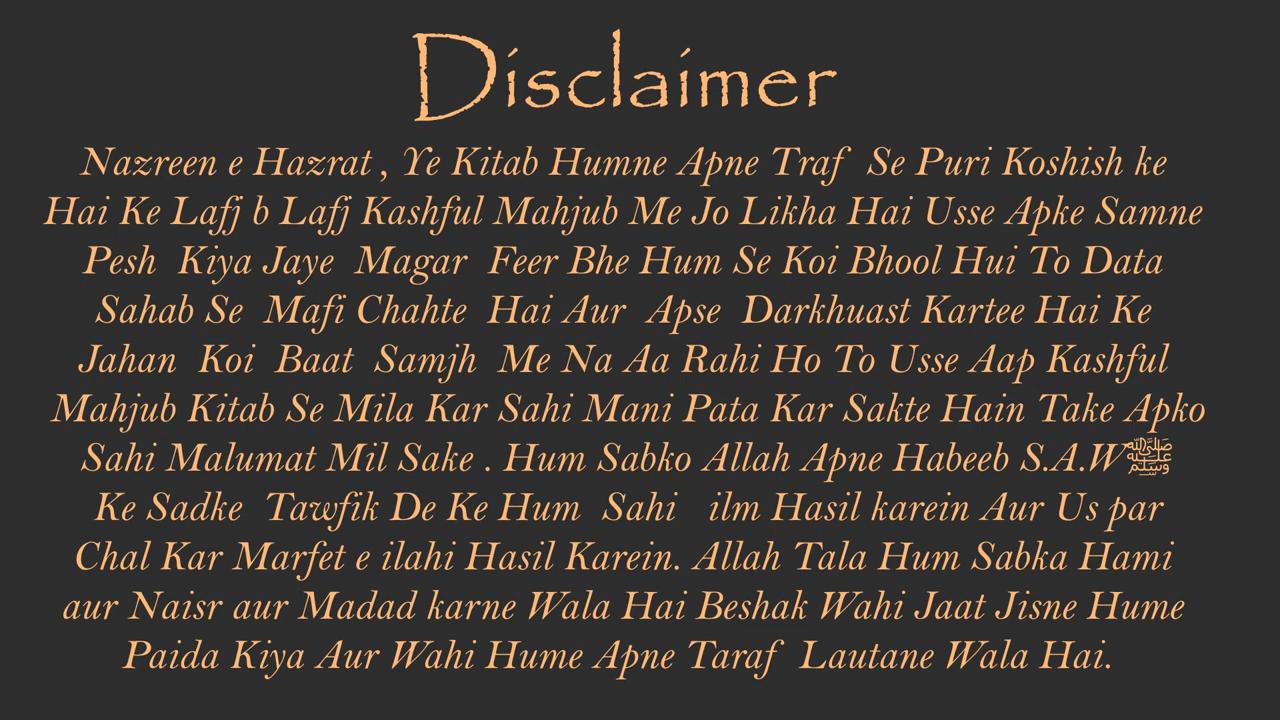 Disclaimer
Nazreen e Hazrat , Ye Kitab Humne Apne Traf Se Puri Koshish ke
Hai Ke Lafj b Lafj Kashful Mahjub Me Jo Likha Hai Usse Apke Samne
Pesh Kiya Jaye Magar Feer Bhe Hum Se Koi Bhool Hui To Data
Sahab Se Mafi Chahte Hai Aur Apse Darkhuast Kartee Hai Ke
Jahan Koi Baat Samjh Me Na Aa Rahi Ho To Usse Aap Kashful
Mahjub Kitab Se Mila Kar Sahi Mani Pata Kar Sakte Hain Take Apko
Sahi Malumat Mil Sake . Hum Sabko Allah Apne Habeeb S.A.Wﷺ
Ke Sadke Tawfik De Ke Hum Sahi ilm Hasil karein Aur Us par
Chal Kar Marfet e ilahi Hasil Karein. Allah Tala Hum Sabka Hami
aur Naisr aur Madad karne Wala Hai Beshak Wahi Jaat Jisne Hume
Paida Kiya Aur Wahi Hume Apne Taraf Lautane Wala Hai.